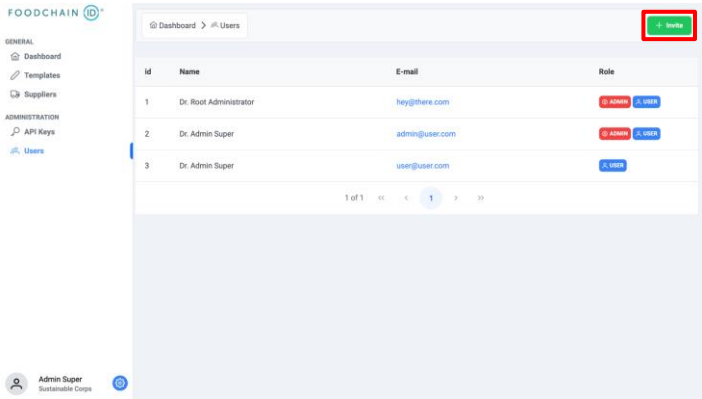 FOODCHAIN ID™
GENERAL
Dashboard
Templates
Suppliers
ADMINISTRATION
API Keys
Users
Dashboard > Users
+ Invite
id Name E-mail Role
1 Dr. Root Administrator hey@there.com ADMIN USER
2 Dr. Admin Super admin@user.com ADMIN USER
3 Dr. Admin Super user@user.com USER
1 of 1 << < 1 > >>
Admin Super
Sustainable Corps